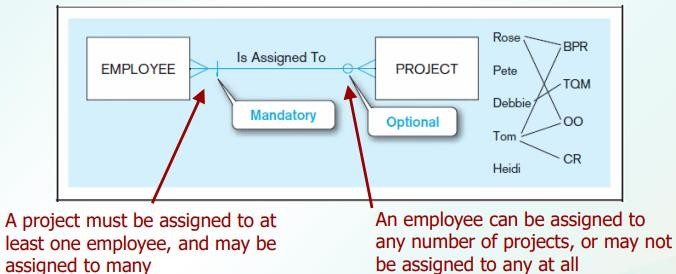 EMPLOYEE
Is Assigned To
PROJECT
Mandatory
Optional
Rose
Pete
Debbie
Tom
Heidi
BPR
TQM
OO
CR
A project must be assigned to at
least one employee, and may be
assigned to many
An employee can be assigned to
any number of projects, or may not
be assigned to any at all